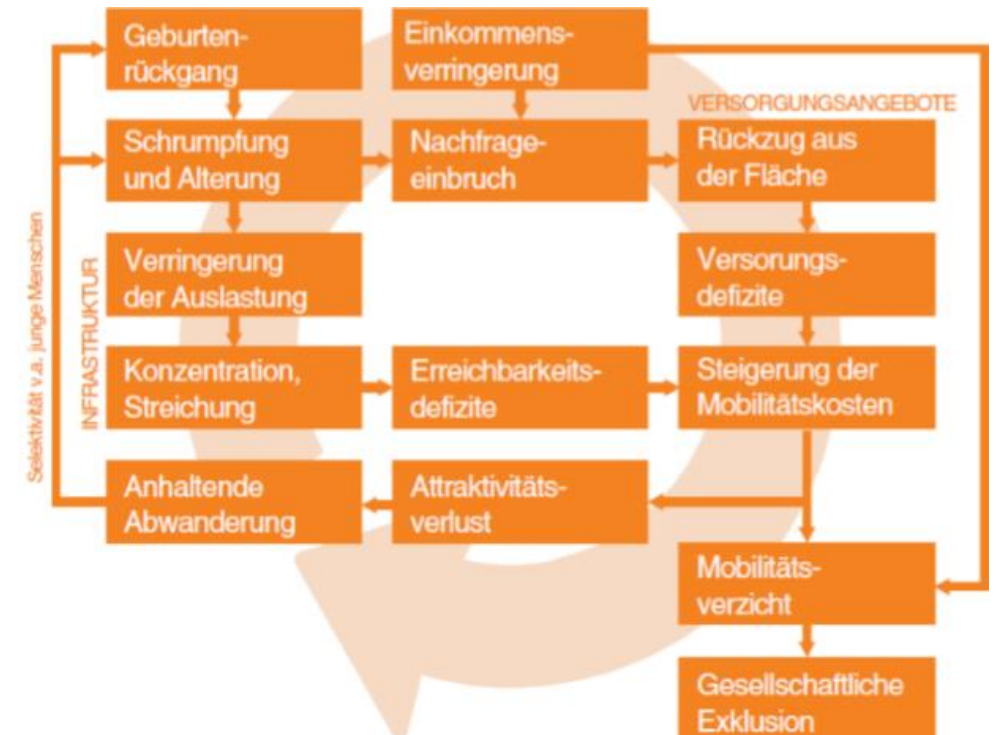 Geburten-
rückgang
Einkommens-
verringerung
VERSORGUNGSANGEBOTE
Schrumpfung
und Alterung
Nachfrage-
einbruch
Rückzug aus
der Fläche
Selektivität v.a. junge Menschen
INFRASTRUKTUR
Verringerung
der Auslastung
Versorungs-
defizite
Konzentration,
Streichung
Erreichbarkeits-
defizite
Steigerung der
Mobilitätskosten
Anhaltende
Abwanderung
Attraktivitäts-
verlust
Mobilitäts-
verzicht
Gesellschaftliche
Exklusion